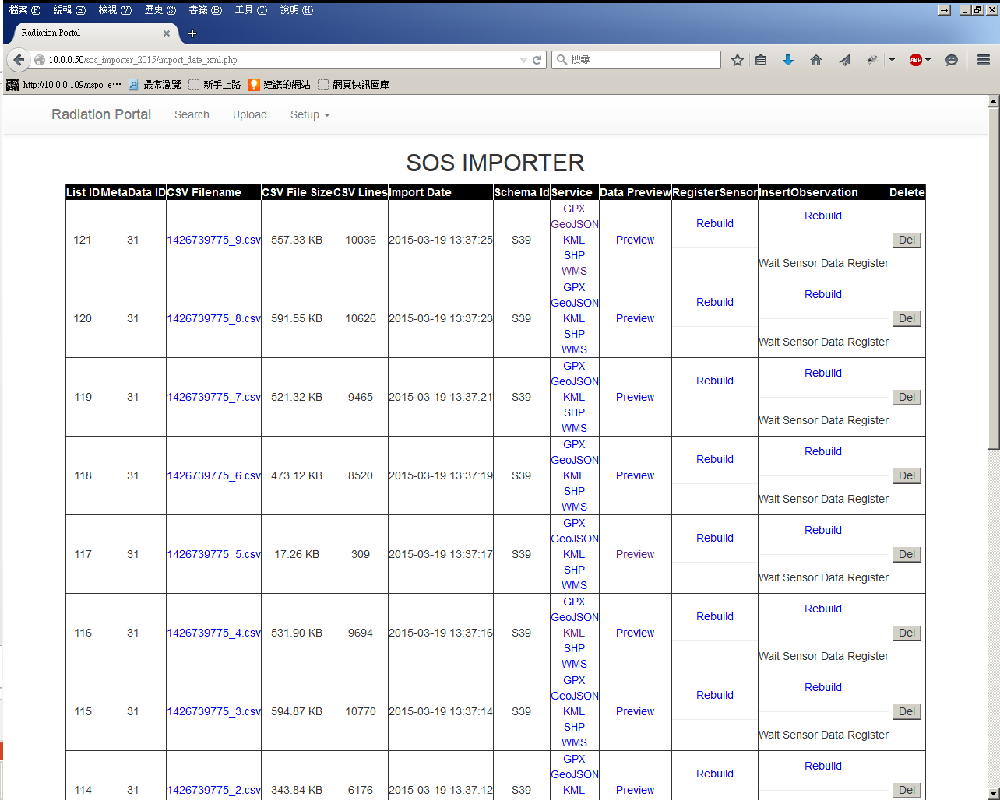 檔案 (F) 編輯 (E) 檢視 (V) 歷史 (S) 書籤 (B) 工具 (T) 說明 (H)
Radiation Portal
10.0.0.50/sos_importer_2015/import_data_xml.php 搜尋
ABP
http://10.0.0.109/nspo_e⋯ 最常瀏覽 新手上路 建議的網站 網頁快訊圖庫
Radiation Portal Search Upload Setup
SOS IMPORTER
List ID MetaData ID CSV Filename CSV File Size CSV Lines Import Date Schema Id Service Data Preview RegisterSensor InsertObservation Delete
121 31 1426739775_9.csv 557.33 KB 10036 2015-03-19 13:37:25 S39 GPX GeoJSON KML SHP WMS Preview Rebuild Rebuild Wait Sensor Data Register Del
120 31 1426739775_8.csv 591.55 KB 10626 2015-03-19 13:37:23 S39 GPX GeoJSON KML SHP WMS Preview Rebuild Rebuild Wait Sensor Data Register Del
119 31 1426739775_7.csv 521.32 KB 9465 2015-03-19 13:37:21 S39 GPX GeoJSON KML SHP WMS Preview Rebuild Rebuild Wait Sensor Data Register Del
118 31 1426739775_6.csv 473.12 KB 8520 2015-03-19 13:37:19 S39 GPX GeoJSON KML SHP WMS Preview Rebuild Rebuild Wait Sensor Data Register Del
117 31 1426739775_5.csv 17.26 KB 309 2015-03-19 13:37:17 S39 GPX GeoJSON KML SHP WMS Preview Rebuild Rebuild Wait Sensor Data Register Del
116 31 1426739775_4.csv 531.90 KB 9694 2015-03-19 13:37:16 S39 GPX GeoJSON KML SHP WMS Preview Rebuild Rebuild Wait Sensor Data Register Del
115 31 1426739775_3.csv 594.87 KB 10770 2015-03-19 13:37:14 S39 GPX GeoJSON KML SHP WMS Preview Rebuild Rebuild Wait Sensor Data Register Del
114 31 1426739775_2.csv 343.84 KB 6176 2015-03-19 13:37:12 S39 GPX GeoJSON KML Preview Rebuild Rebuild Del